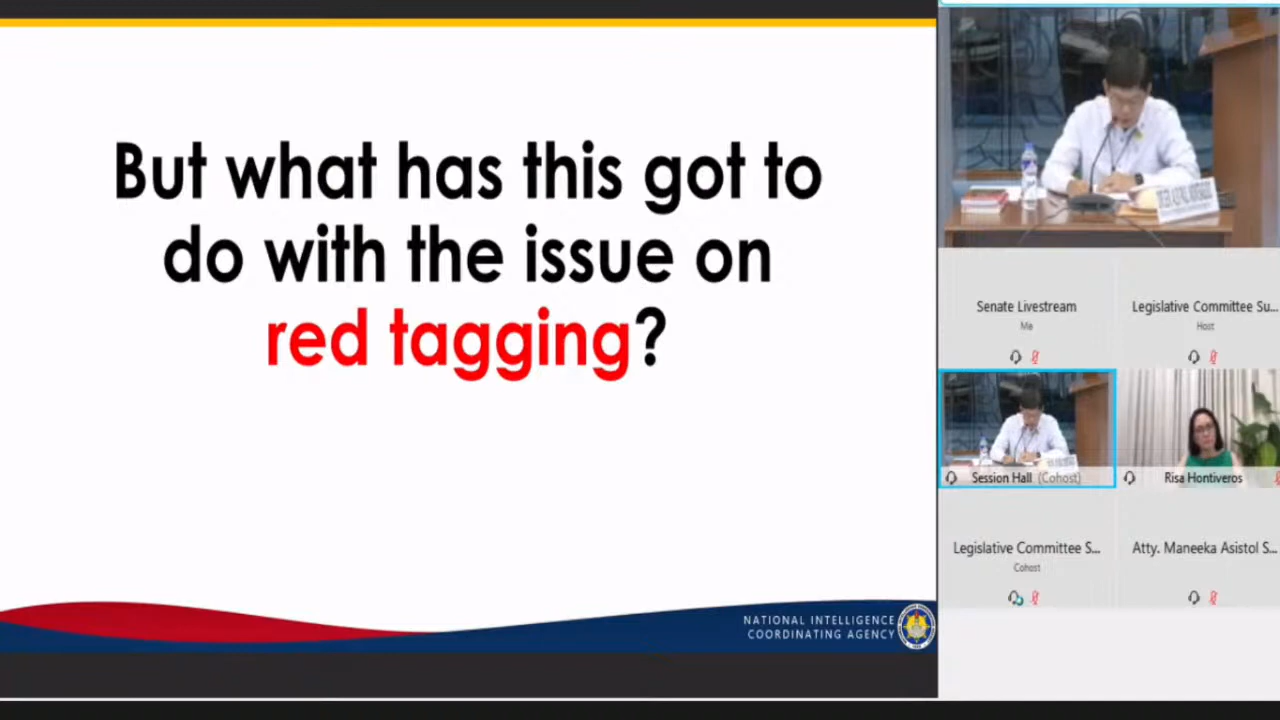 But what has this got to
do with the issue on
red tagging?
NATIONAL INTELLIGENCE
COORDINATING AGENCY
Senate Livestream
Me
Legislative Committee Su...
Host
Session Hall (Cohost)
Risa Hontiveros
Legislative Committee S...
Cohost
Atty. Maneeka Asistol S...